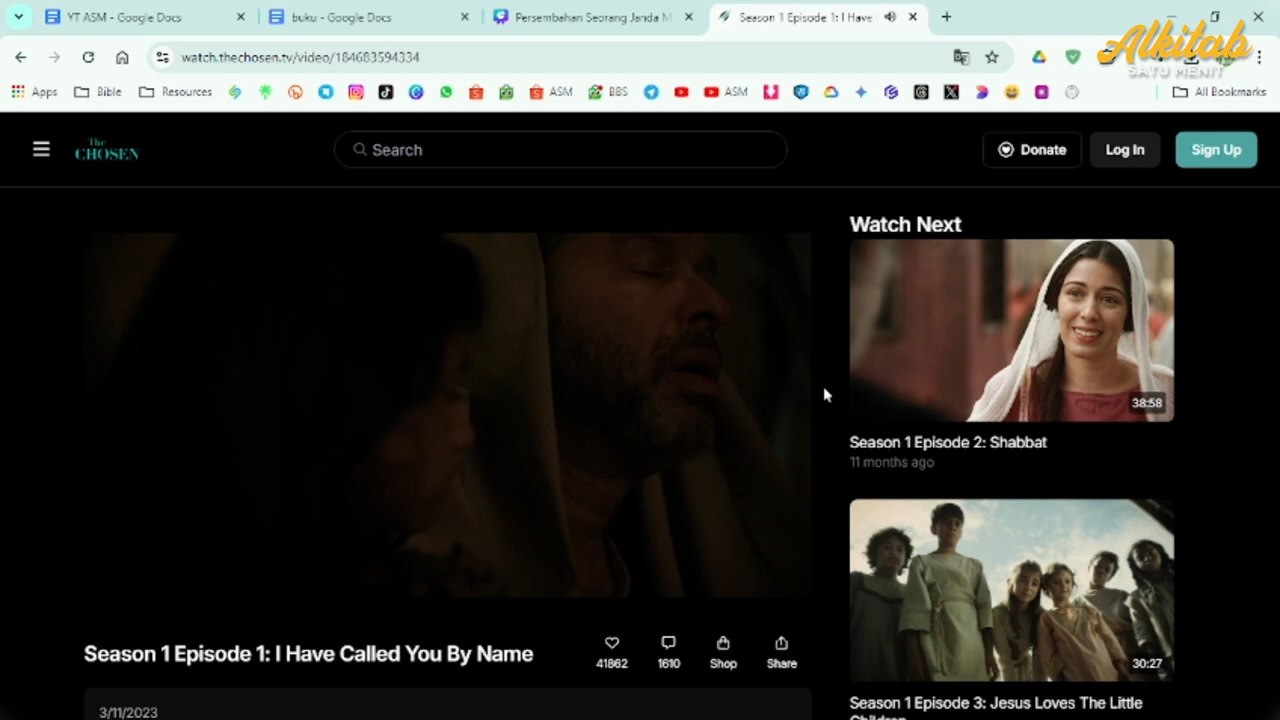 YT ASM - Google Docs
buku - Google Docs
Persembahan Seorang Janda M
Season 1 Episode 1: I Have
watch.thechosen.tv/video/184683594334
Alkitab
SATU MENIT
Apps
Bible
Resources
ASM
BBS
ASM
All Bookmarks
The
CHOSEN
Search
Donate
Log In
Sign Up
Watch Next
38:58
Season 1 Episode 2: Shabbat
11 months ago
30:27
Season 1 Episode 3: Jesus Loves The Little
Children
Season 1 Episode 1: I Have Called You By Name
41862
1610
Shop
Share
3/11/2023